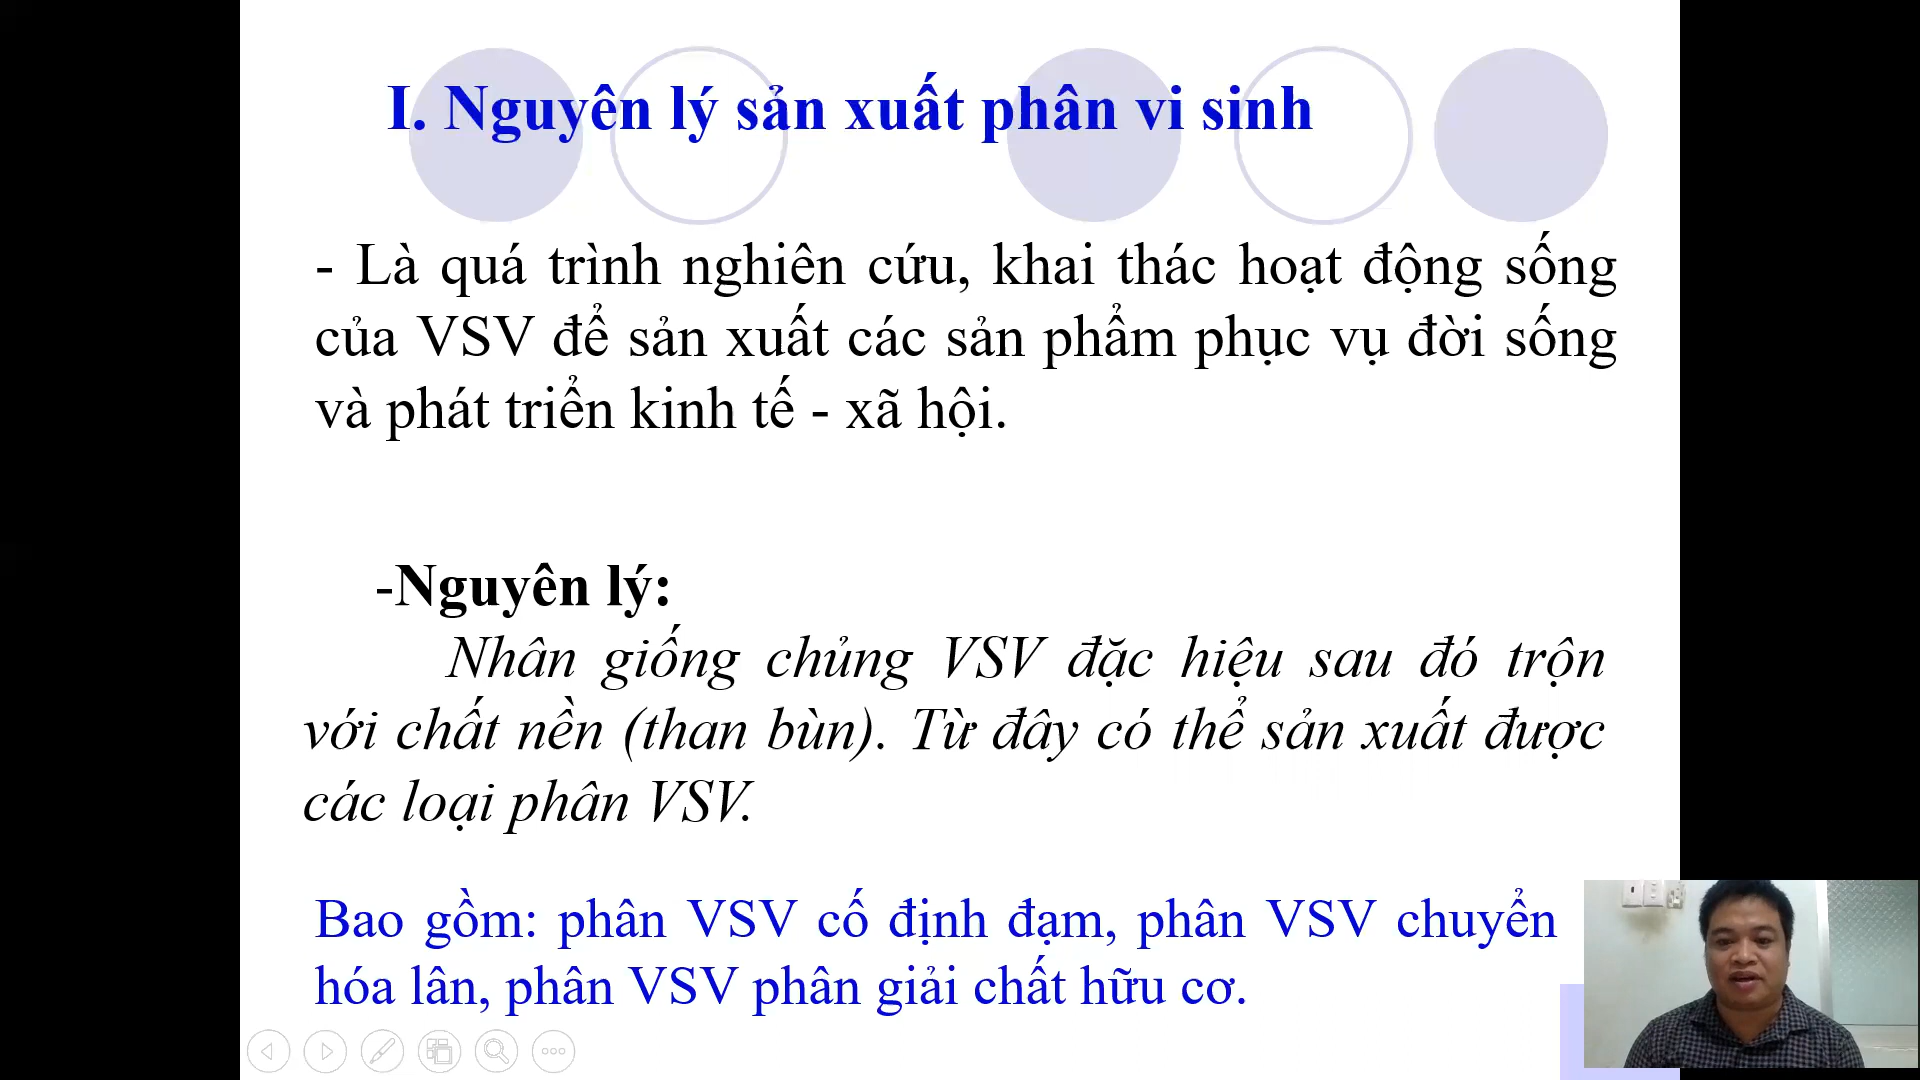 I. Nguyên lý sản xuất phân vi sinh
- Là quá trình nghiên cứu, khai thác hoạt động sống
của VSV để sản xuất các sản phẩm phục vụ đời sống
và phát triển kinh tế - xã hội.
-Nguyên lý:
Nhân giống chủng VSV đặc hiệu sau đó trộn
với chất nền (than bùn). Từ đây có thể sản xuất được
các loại phân VSV.
Bao gồm: phân VSV cố định đạm, phân VSV chuyển
hóa lân, phân VSV phân giải chất hữu cơ.